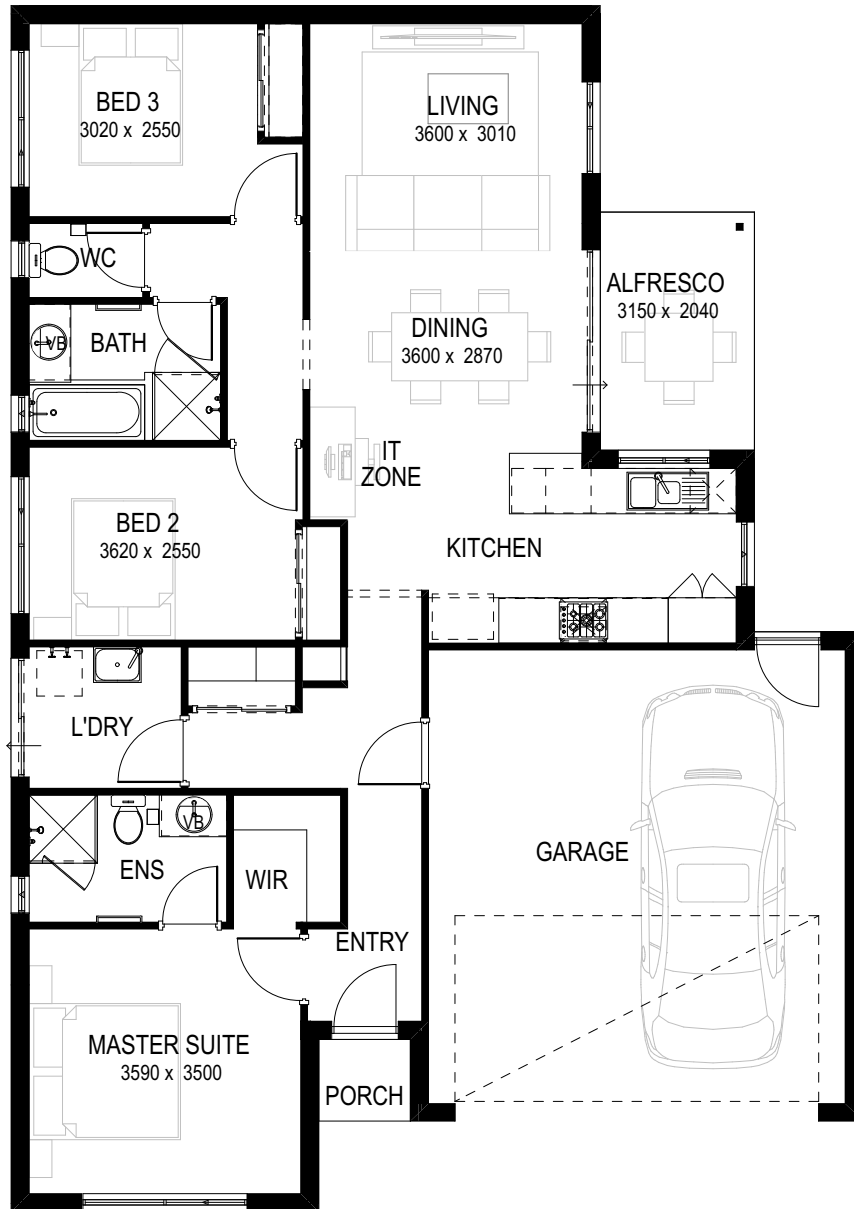 BED 3
3020 x 2550
LIVING
3600 x 3010
WC
ALFRESCO
3150 x 2040
VB
BATH
DINING
3600 x 2870
IT
ZONE
BED 2
3620 x 2550
KITCHEN
L'DRY
VB
ENS
WIR
GARAGE
ENTRY
MASTER SUITE
3590 x 3500
PORCH